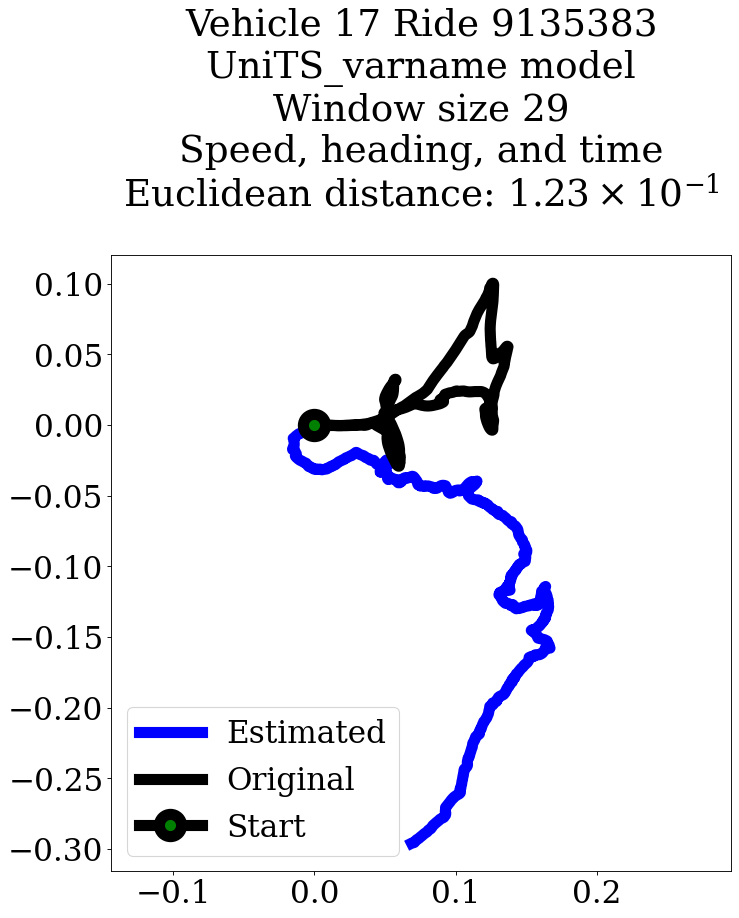 Vehicle 17 Ride 9135383
UniTS_varname model
Window size 29
Speed, heading, and time
Euclidean distance: 1.23 × 10⁻¹
0.10
0.05
0.00
−0.05
−0.10
−0.15
−0.20
−0.25
−0.30
Estimated
Original
Start
−0.1
0.0
0.1
0.2